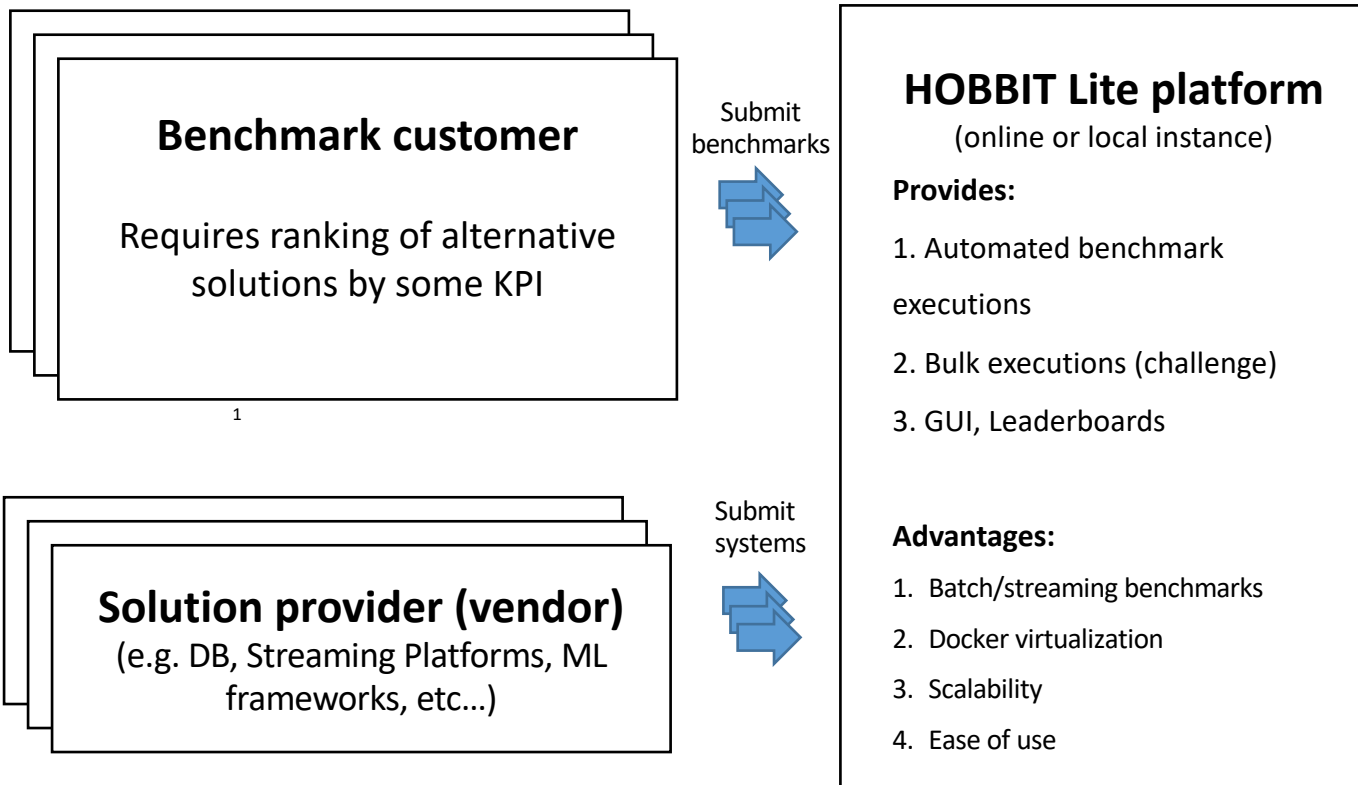 Benchmark customer
Requires ranking of alternative
solutions by some KPI
1
Submit
benchmarks
Solution provider (vendor)
(e.g. DB, Streaming Platforms, ML
frameworks, etc…)
Submit
systems
HOBBIT Lite platform
(online or local instance)
Provides:
1. Automated benchmark
executions
2. Bulk executions (challenge)
3. GUI, Leaderboards
Advantages:
1. Batch/streaming benchmarks
2. Docker virtualization
3. Scalability
4. Ease of use